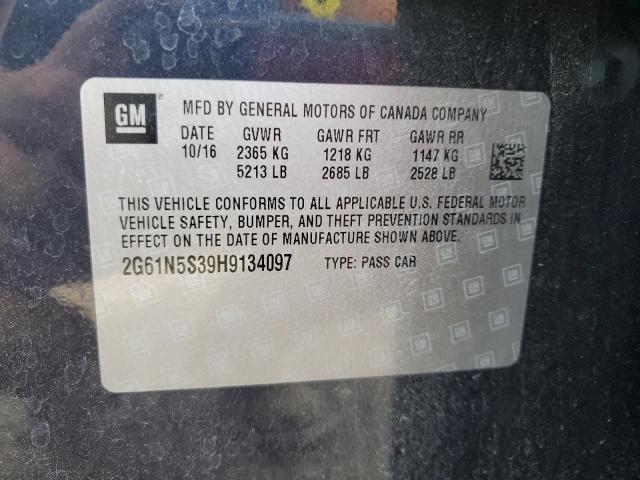 GM
MFD BY GENERAL MOTORS OF CANADA COMPANY
DATE GVWR GAWR FRT GAWR RR
10/16 2365 KG 1218 KG 1147 KG
5213 LB 2685 LB 2528 LB
THIS VEHICLE CONFORMS TO ALL APPLICABLE U.S. FEDERAL MOTOR
VEHICLE SAFETY, BUMPER, AND THEFT PREVENTION STANDARDS IN
EFFECT ON THE DATE OF MANUFACTURE SHOWN ABOVE.
2G61N5S39H9134097 TYPE: PASS CAR